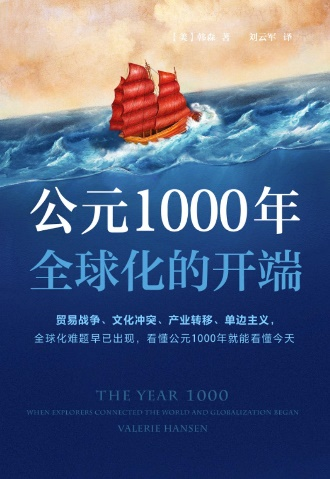 ［美］韩森 著 刘云军 译
公元1000年
全球化的开端
贸易战争、文化冲突、产业转移、单边主义，
全球化难题早已出现，看懂公元1000年就能看懂今天
THE YEAR 1000
WHEN EXPLORERS CONNECTED THE WORLD AND GLOBALIZATION BEGAN
VALERIE HANSEN